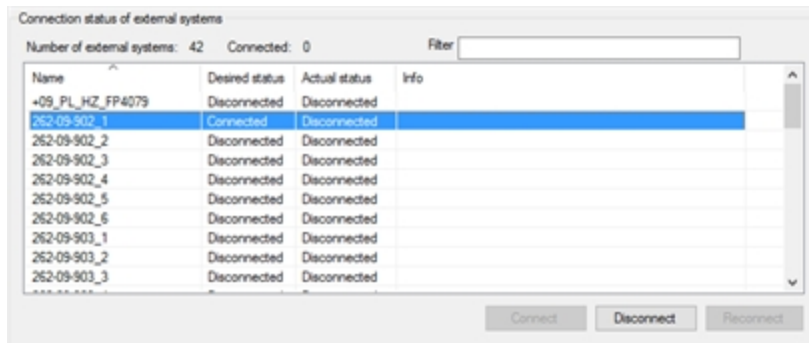 Connection status of external systems
Number of external systems: 42 Connected: 0 Filter
Name Desired status Actual status Info
+09_PL_HZ_FP4079 Disconnected Disconnected
262-09-902_1 Connected Disconnected
262-09-902_2 Disconnected Disconnected
262-09-902_3 Disconnected Disconnected
262-09-902_4 Disconnected Disconnected
262-09-902_5 Disconnected Disconnected
262-09-902_6 Disconnected Disconnected
262-09-903_1 Disconnected Disconnected
262-09-903_2 Disconnected Disconnected
262-09-903_3 Disconnected Disconnected
Connect Disconnect Reconnect